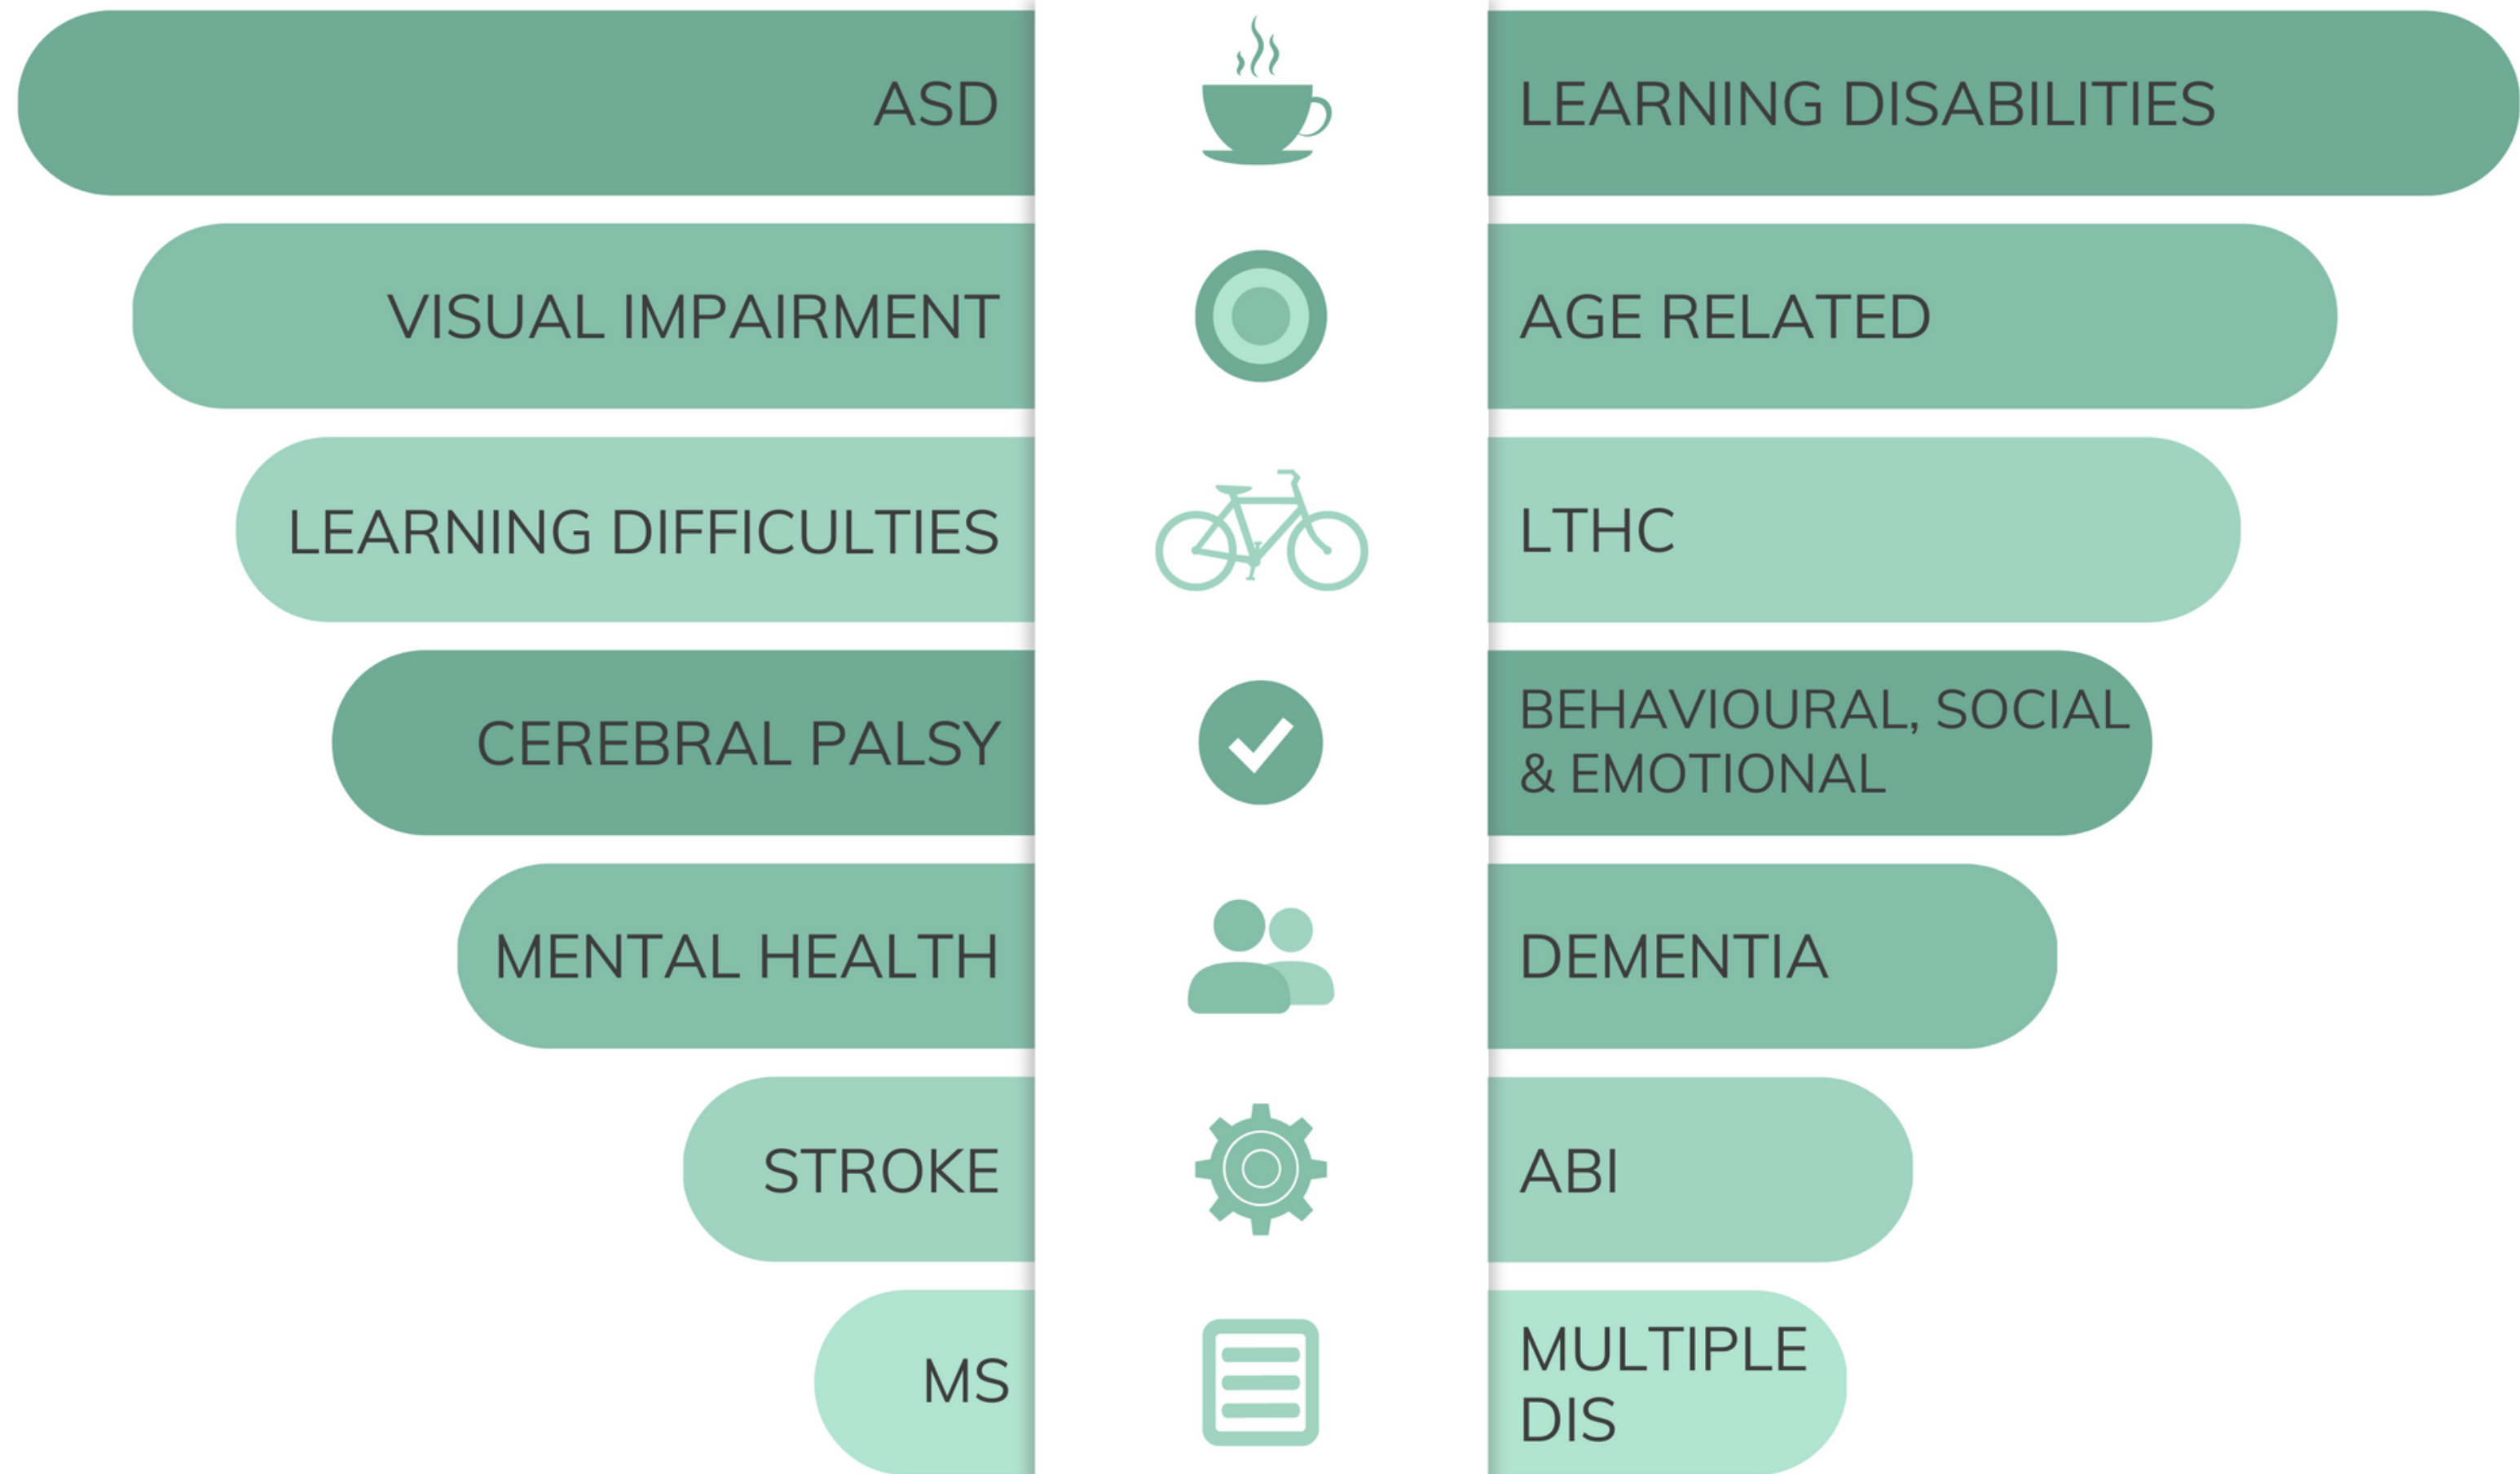 ASD
LEARNING DISABILITIES
VISUAL IMPAIRMENT
AGE RELATED
LEARNING DIFFICULTIES
LTHC
CEREBRAL PALSY
BEHAVIOURAL, SOCIAL
& EMOTIONAL
MENTAL HEALTH
DEMENTIA
STROKE
ABI
MS
MULTIPLE
DIS